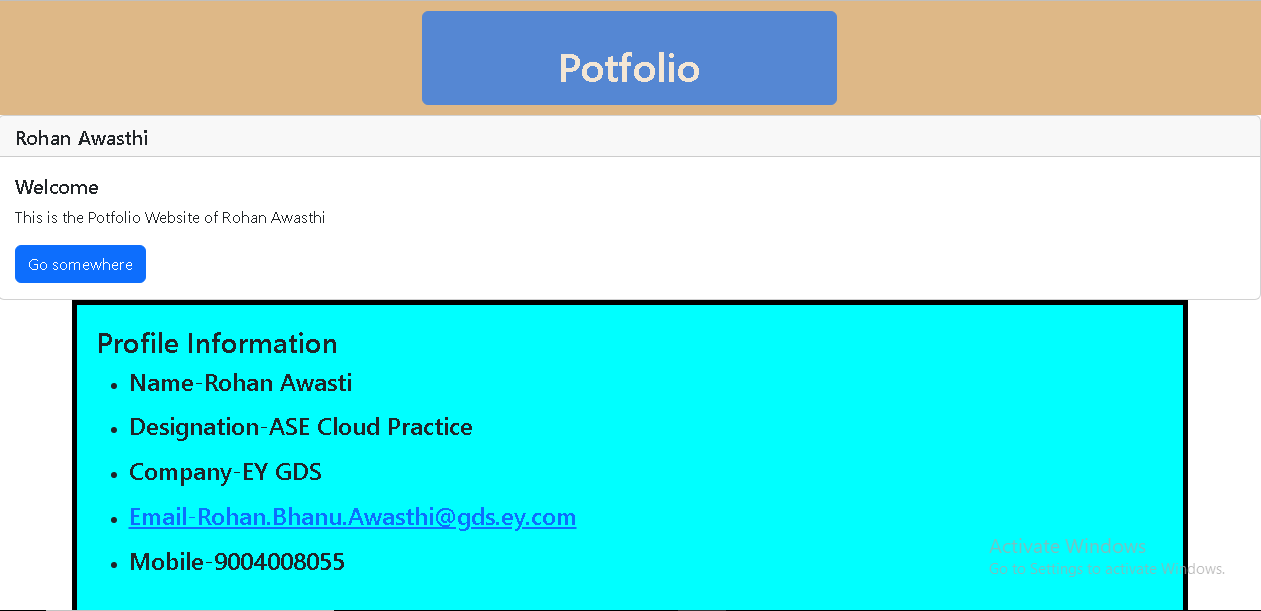 Potfolio
Rohan Awasthi
Welcome
This is the Potfolio Website of Rohan Awasthi
Go somewhere
Profile Information
Name-Rohan Awasti
Designation-ASE Cloud Practice
Company-EY GDS
Email-Rohan.Bhanu.Awasthi@gds.ey.com
Mobile-9004008055
Activate Windows
Go to Settings to activate Windows.